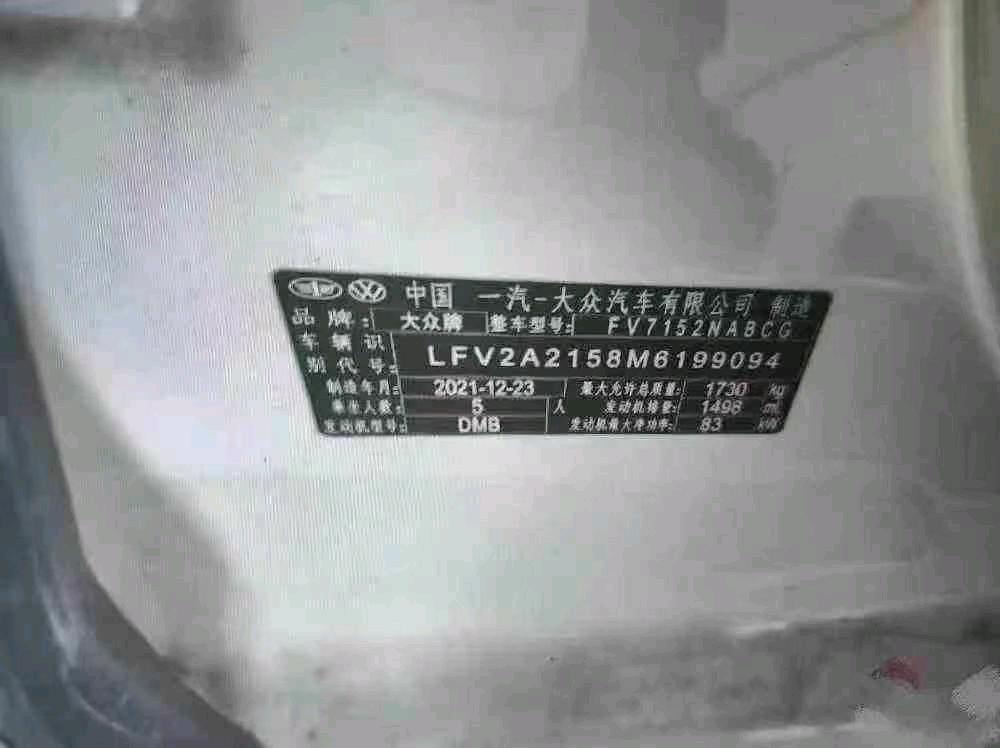 中国 一汽-大众汽车有限公司 制造
品牌: 大众牌 整车型号: FV7152NABCG
车辆识别代号: LFV2A2158M6199094
制造年月: 2021-12-23 最大允许总质量: 1730 kg
乘坐人数: 5 人 发动机排量: 1498 mL
发动机型号: DMB 发动机最大净功率: 83 kW